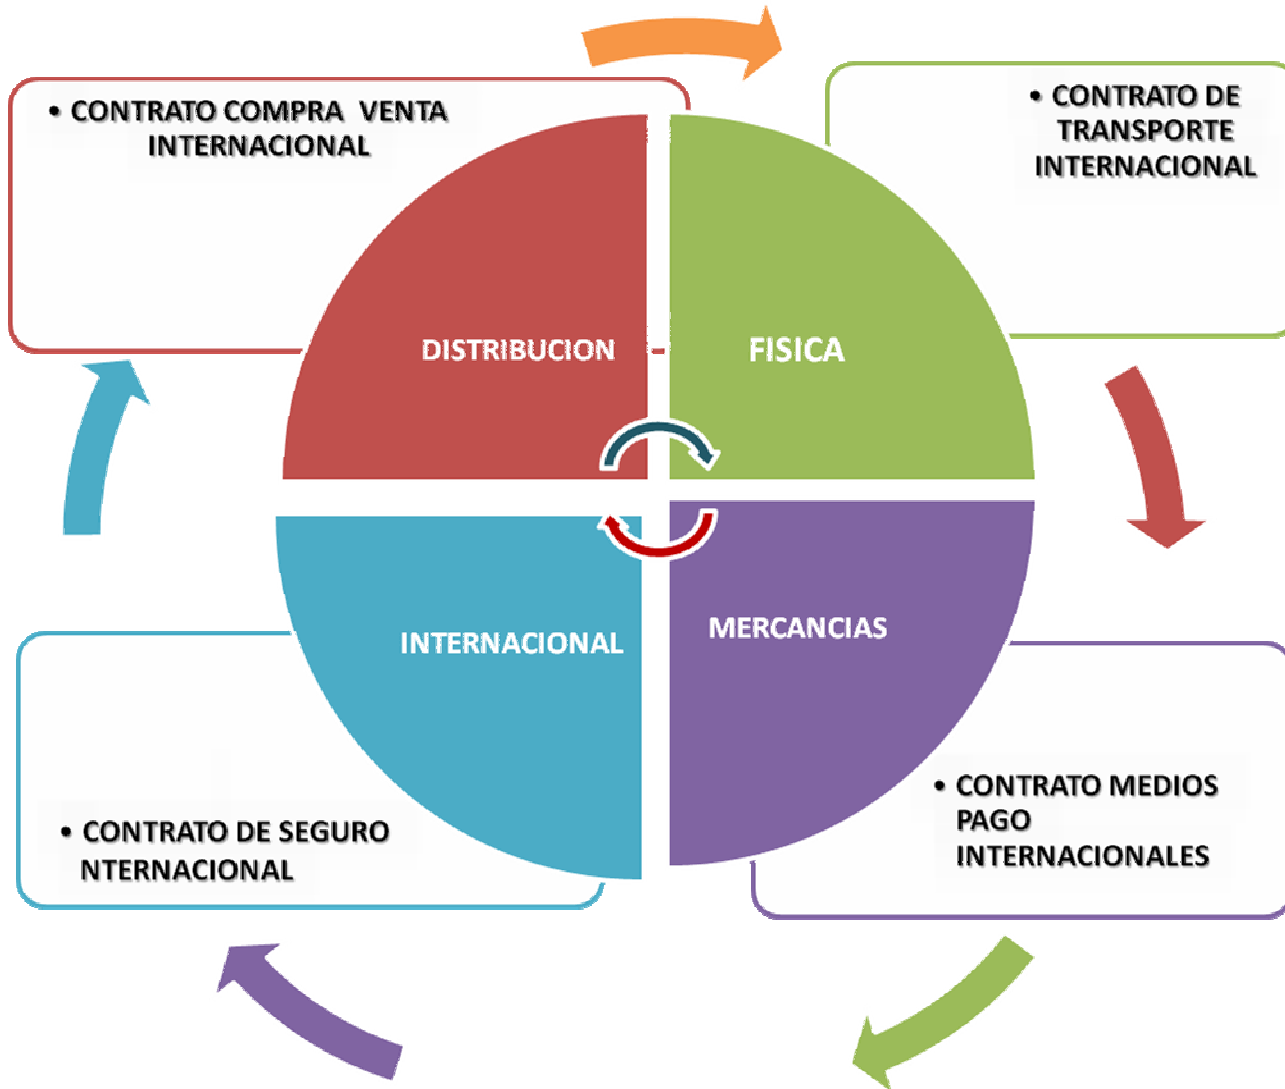 • CONTRATO COMPRA VENTA
INTERNACIONAL
• CONTRATO DE
TRANSPORTE
INTERNACIONAL
DISTRIBUCION
FISICA
INTERNACIONAL
MERCANCIAS
• CONTRATO DE SEGURO
NTERNACIONAL
• CONTRATO MEDIOS
PAGO
INTERNACIONALES